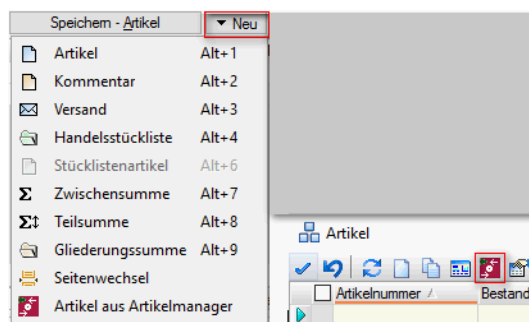 Speichern - Artikel
Neu
Artikel Alt+1
Kommentar Alt+2
Versand Alt+3
Handelsstückliste Alt+4
Stücklistenartikel Alt+6
Zwischensumme Alt+7
Teilsumme Alt+8
Gliederungssumme Alt+9
Seitenwechsel
Artikel aus Artikelmanager
Artikel
Artikelnummer Bestand